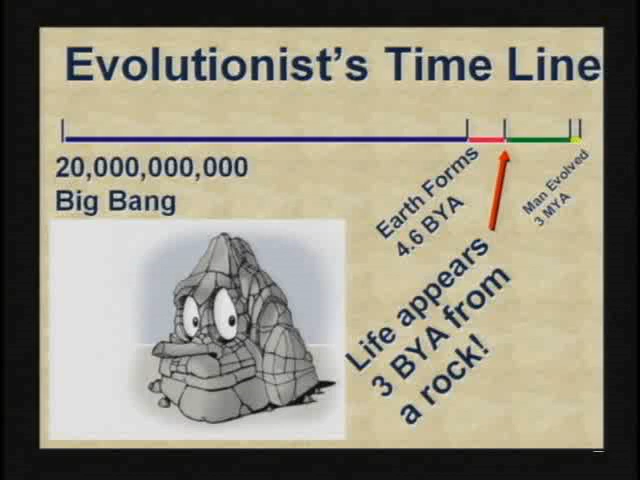 Evolutionist's Time Line
20,000,000,000
Big Bang
Earth Forms
4.6 BYA
Life appears
3 BYA from
a rock!
Man Evolved
3 MYA